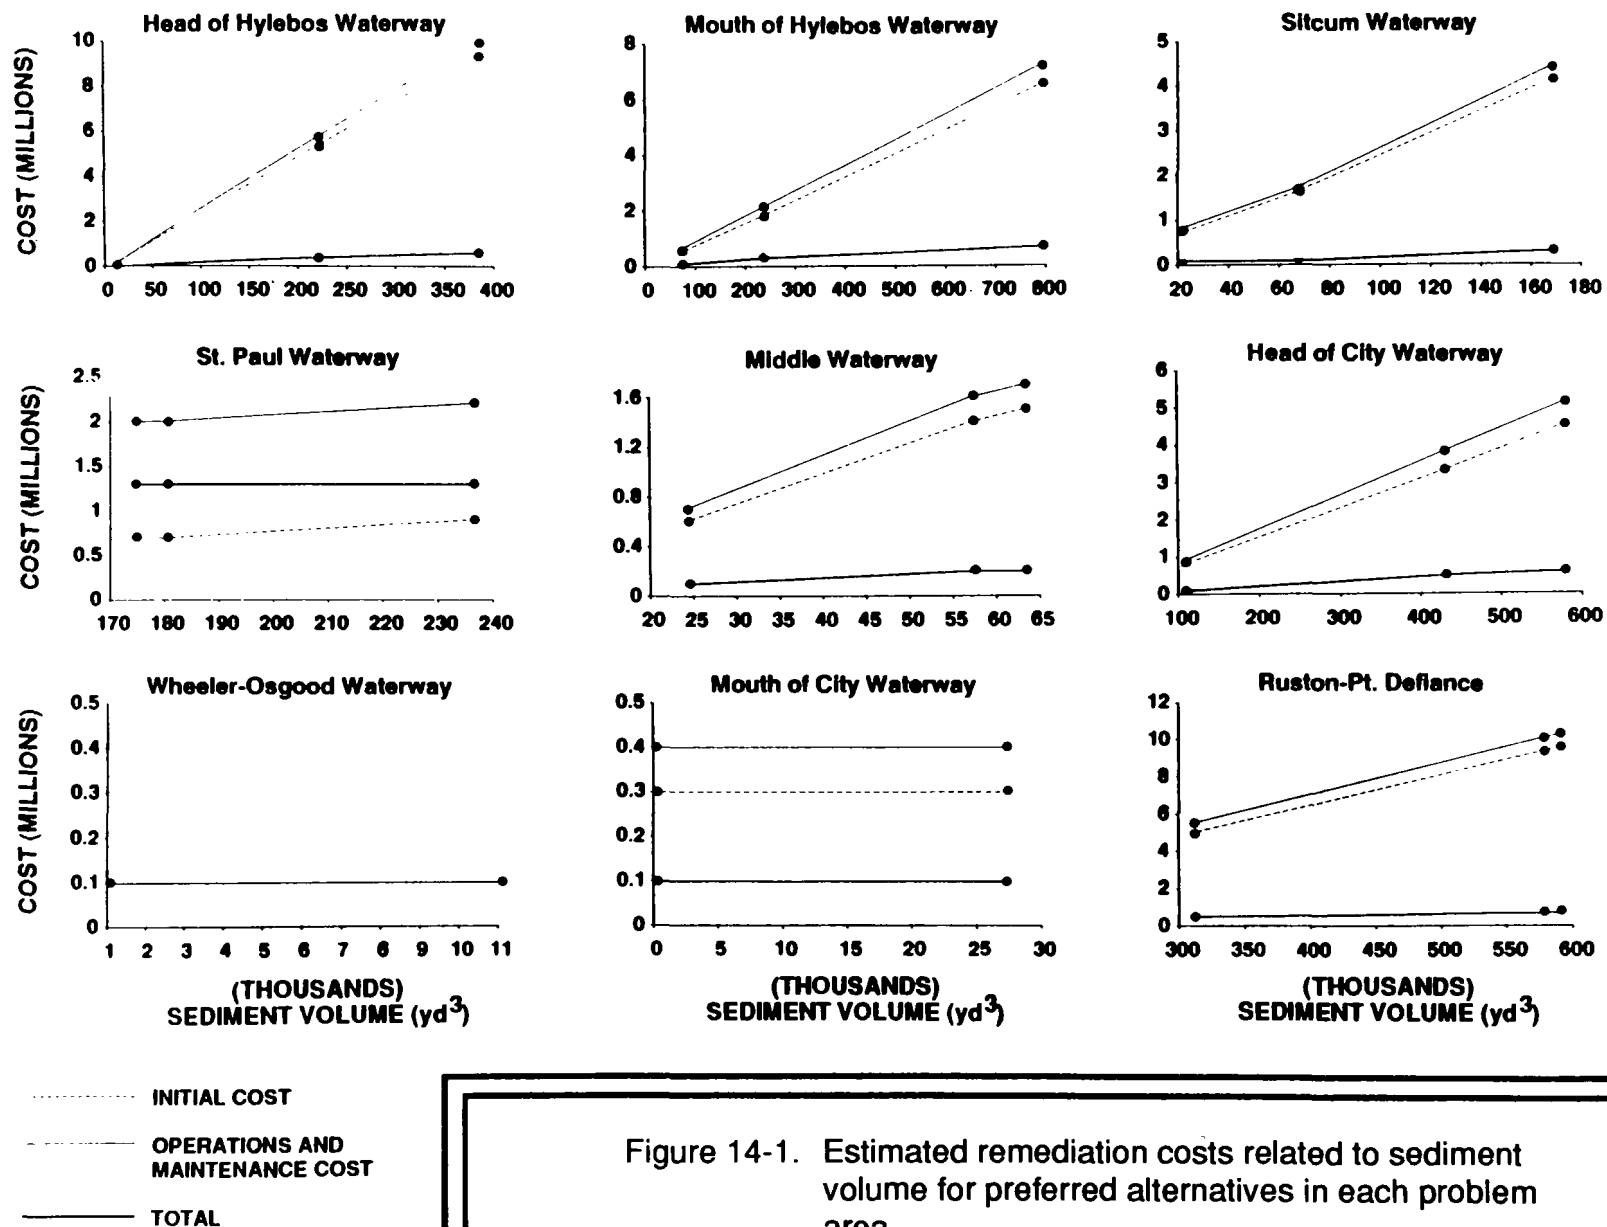 Head of Hylebos Waterway
COST (MILLIONS)
10
8
6
4
2
0
0 50 100 150 200 250 300 350 400
Mouth of Hylebos Waterway
8
6
4
2
0
0 100 200 300 400 500 600 700 800
Sitcum Waterway
5
4
3
2
1
0
20 40 60 80 100 120 140 160 180
St. Paul Waterway
COST (MILLIONS)
2.5
2
1.5
1
0.5
0
170 180 190 200 210 220 230 240
Middle Waterway
1.6
1.2
0.8
0.4
0
20 25 30 35 40 45 50 55 60 65
Head of City Waterway
6
5
4
3
2
1
0
100 200 300 400 500 600
Wheeler-Osgood Waterway
COST (MILLIONS)
0.5
0.4
0.3
0.2
0.1
0
1 2 3 4 5 6 7 8 9 10 11
(THOUSANDS)
SEDIMENT VOLUME (yd³)
Mouth of City Waterway
0.5
0.4
0.3
0.2
0.1
0
0 5 10 15 20 25 30
(THOUSANDS)
SEDIMENT VOLUME (yd³)
Ruston-Pt. Defiance
12
10
8
6
4
2
0
300 350 400 450 500 550 600
(THOUSANDS)
SEDIMENT VOLUME (yd³)
INITIAL COST
OPERATIONS AND
MAINTENANCE COST
TOTAL
Figure 14-1. Estimated remediation costs related to sediment
volume for preferred alternatives in each problem